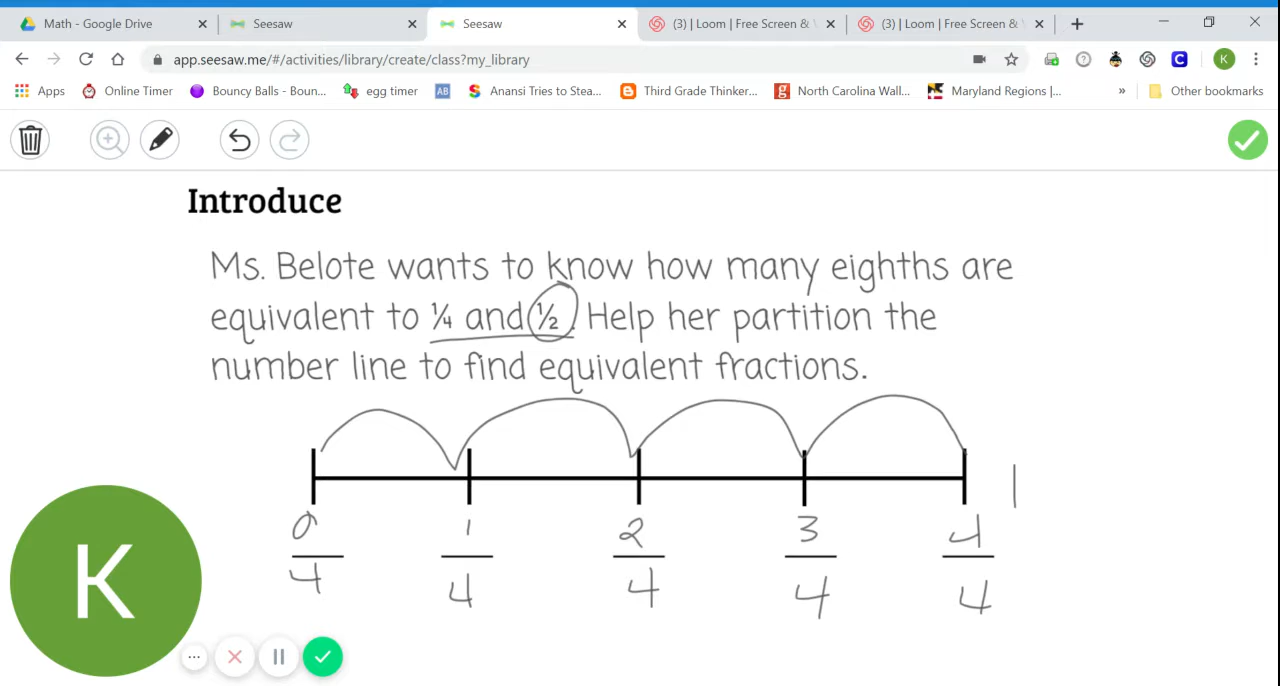 Math - Google Drive
Seesaw
Seesaw
(3) | Loom | Free Screen &
(3) | Loom | Free Screen &
app.seesaw.me/#/activities/library/create/class?my_library
K
Apps
Online Timer
Bouncy Balls - Boun...
egg timer
AB
Anansi Tries to Stea...
Third Grade Thinker...
North Carolina Wall...
Maryland Regions |...
»
Other bookmarks
Introduce
Ms. Belote wants to know how many eighths are
equivalent to ¼ and ½. Help her partition the
number line to find equivalent fractions.
1
0 1 2 3 4
4 4 4 4 4
K